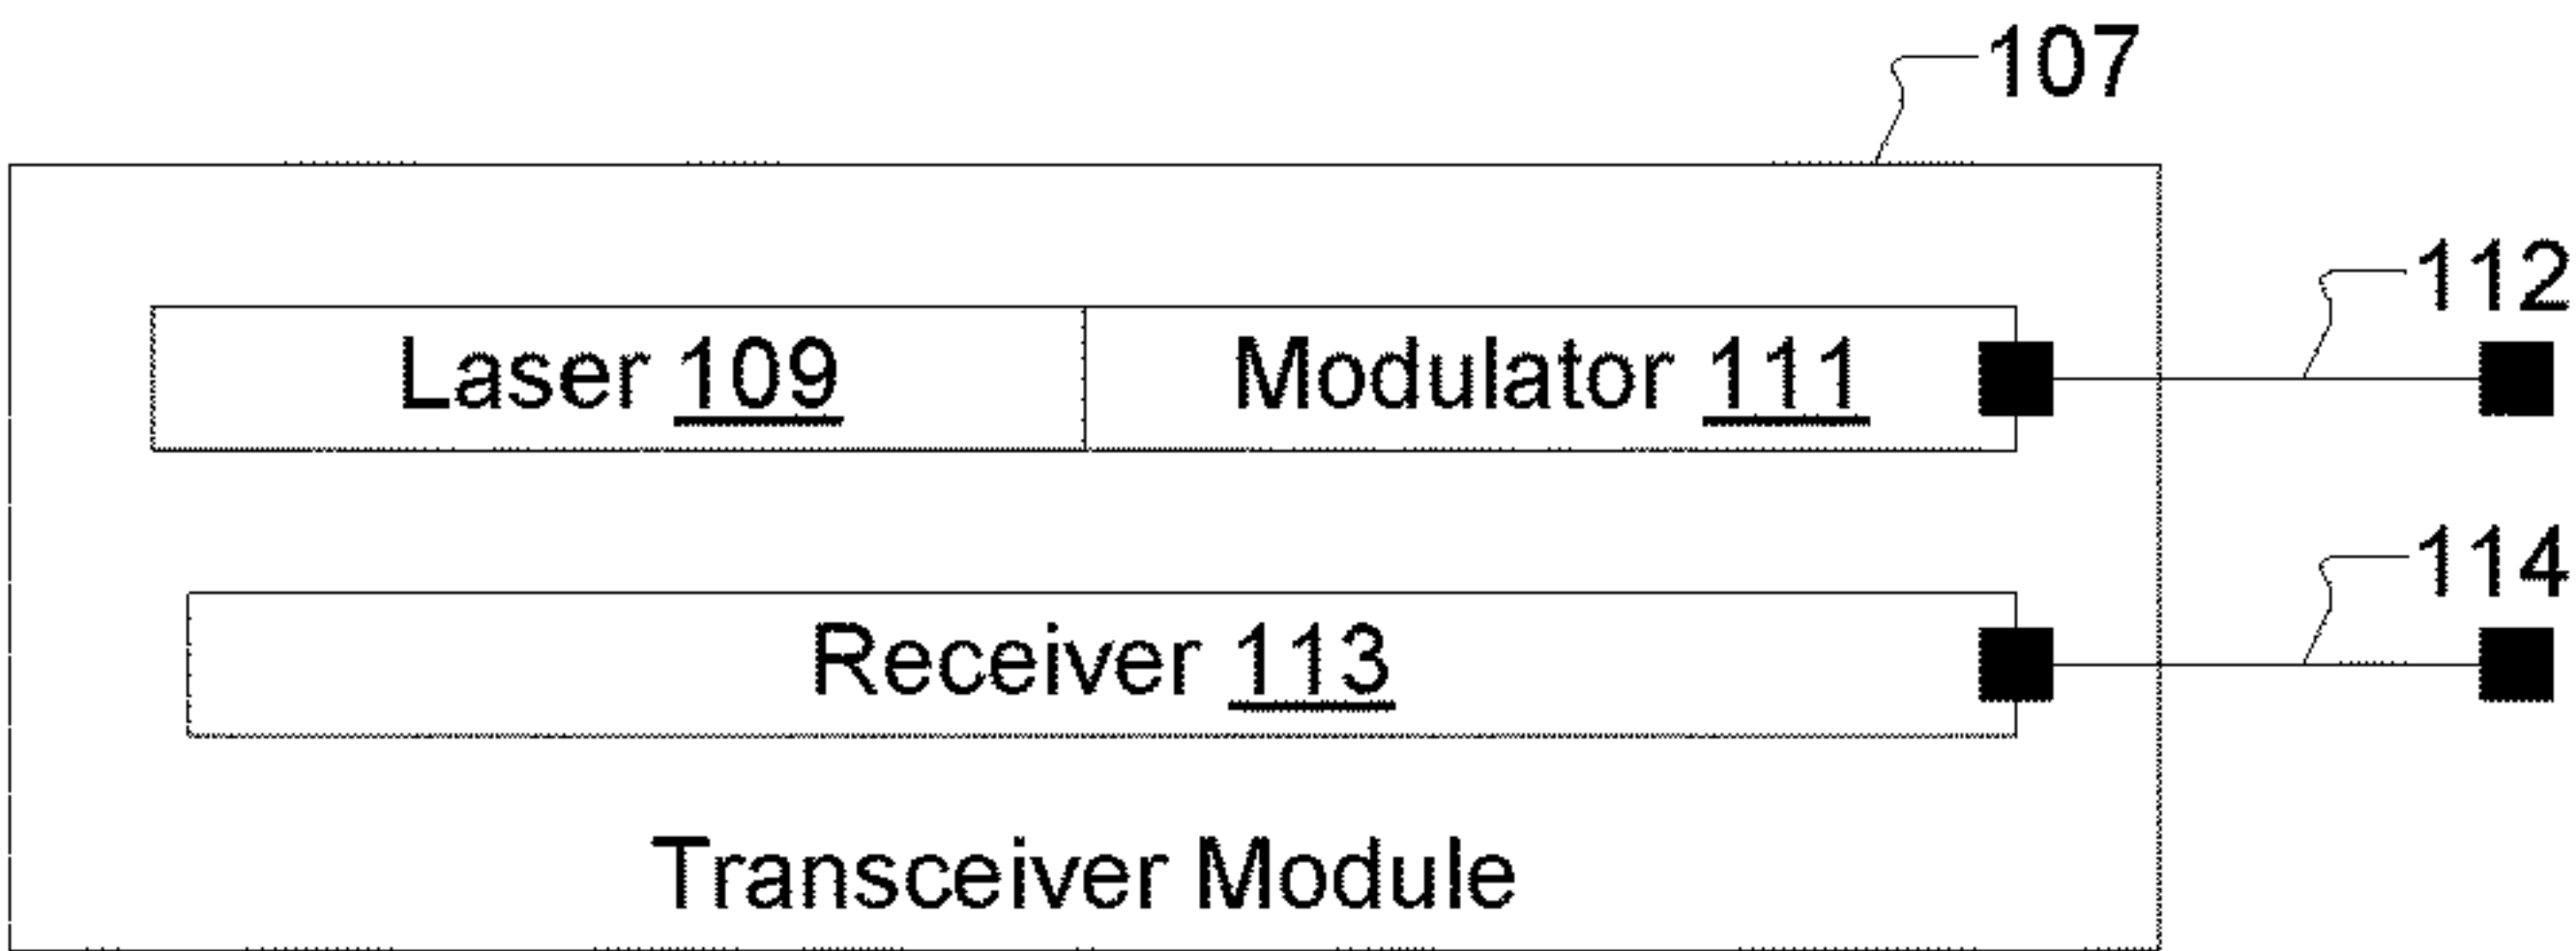 107
112
Laser 109 Modulator 111
114
Receiver 113
Transceiver Module